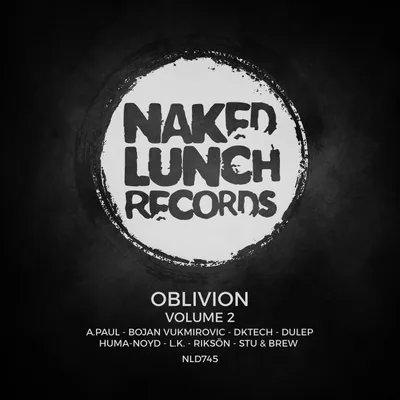 NAKED
LUNCH
RECORDS
OBLIVION
VOLUME 2
A.PAUL - BOJAN VUKMIROVIC - DKTECH - DULEP
HUMA-NOYD - L.K. - RIKSÖN - STU & BREW
NLD745